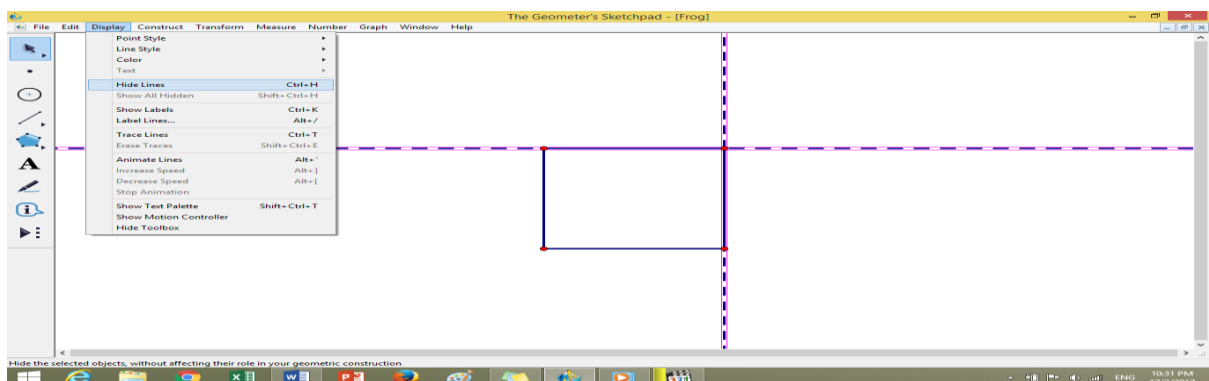 The Geometer's Sketchpad - [Frog]
File Edit Display Construct Transform Measure Number Graph Window Help
Point Style
Line Style
Color
Text
Hide Lines Ctrl+H
Show All Hidden Shift+Ctrl+H
Show Labels Ctrl+K
Label Lines... Alt+/
Trace Lines Ctrl+T
Erase Traces Shift+Ctrl+E
Animate Lines Alt+`
Increase Speed Alt+]
Decrease Speed Alt+[
Stop Animation
Show Text Palette Shift+Ctrl+T
Show Motion Controller
Hide Toolbox
A
Hide the selected objects, without affecting their role in your geometric construction
ENG
10:31 PM